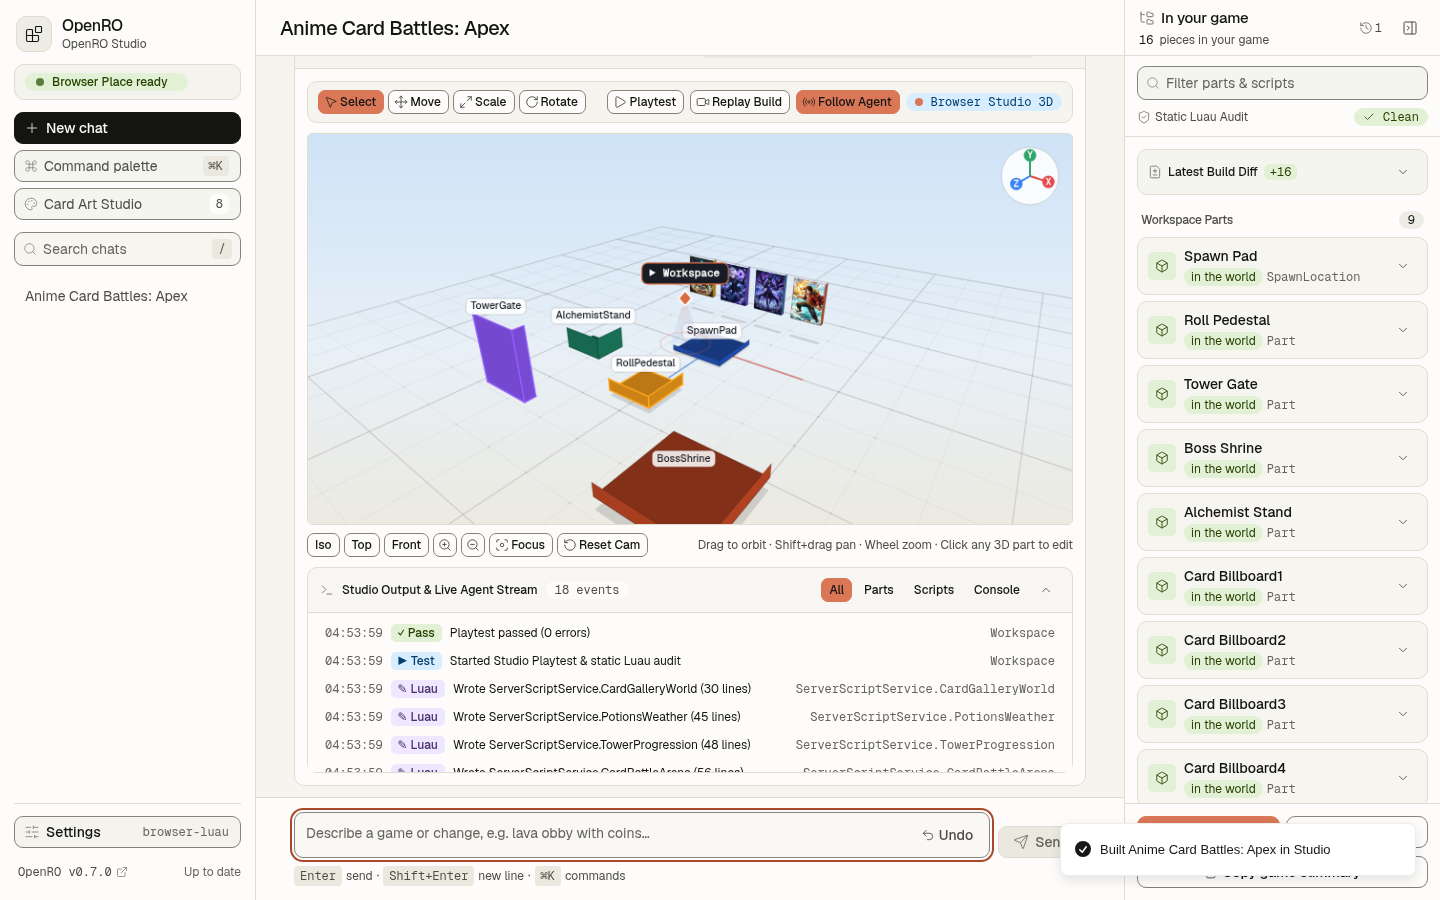 OpenRO
OpenRO Studio
Browser Place ready
New chat
Command palette ⌘K
Card Art Studio 8
Search chats /
Anime Card Battles: Apex
Settings browser-luau
OpenRO v0.7.0 Up to date
Anime Card Battles: Apex
Select Move Scale Rotate Playtest Replay Build Follow Agent Browser Studio 3D
Y
Z X
Workspace
TowerGate
AlchemistStand
SpawnPad
RollPedestal
BossShrine
Iso Top Front Focus Reset Cam Drag to orbit · Shift+drag pan · Wheel zoom · Click any 3D part to edit
Studio Output & Live Agent Stream 18 events All Parts Scripts Console
04:53:59 ✓ Pass Playtest passed (0 errors) Workspace
04:53:59 ▶ Test Started Studio Playtest & static Luau audit Workspace
04:53:59 ✎ Luau Wrote ServerScriptService.CardGalleryWorld (30 lines) ServerScriptService.CardGalleryWorld
04:53:59 ✎ Luau Wrote ServerScriptService.PotionsWeather (45 lines) ServerScriptService.PotionsWeather
04:53:59 ✎ Luau Wrote ServerScriptService.TowerProgression (48 lines) ServerScriptService.TowerProgression
04:53:59 ✎ Luau Wrote ServerScriptService.CardBattleArena (56 lines) ServerScriptService.CardBattleArena
Describe a game or change, e.g. lava obby with coins… Undo
Enter send · Shift+Enter new line · ⌘K commands
In your game 1
16 pieces in your game
Filter parts & scripts
Static Luau Audit Clean
Latest Build Diff +16
Workspace Parts 9
Spawn Pad
in the world SpawnLocation
Roll Pedestal
in the world Part
Tower Gate
in the world Part
Boss Shrine
in the world Part
Alchemist Stand
in the world Part
Card Billboard1
in the world Part
Card Billboard2
in the world Part
Card Billboard3
in the world Part
Card Billboard4
in the world Part
Built Anime Card Battles: Apex in Studio